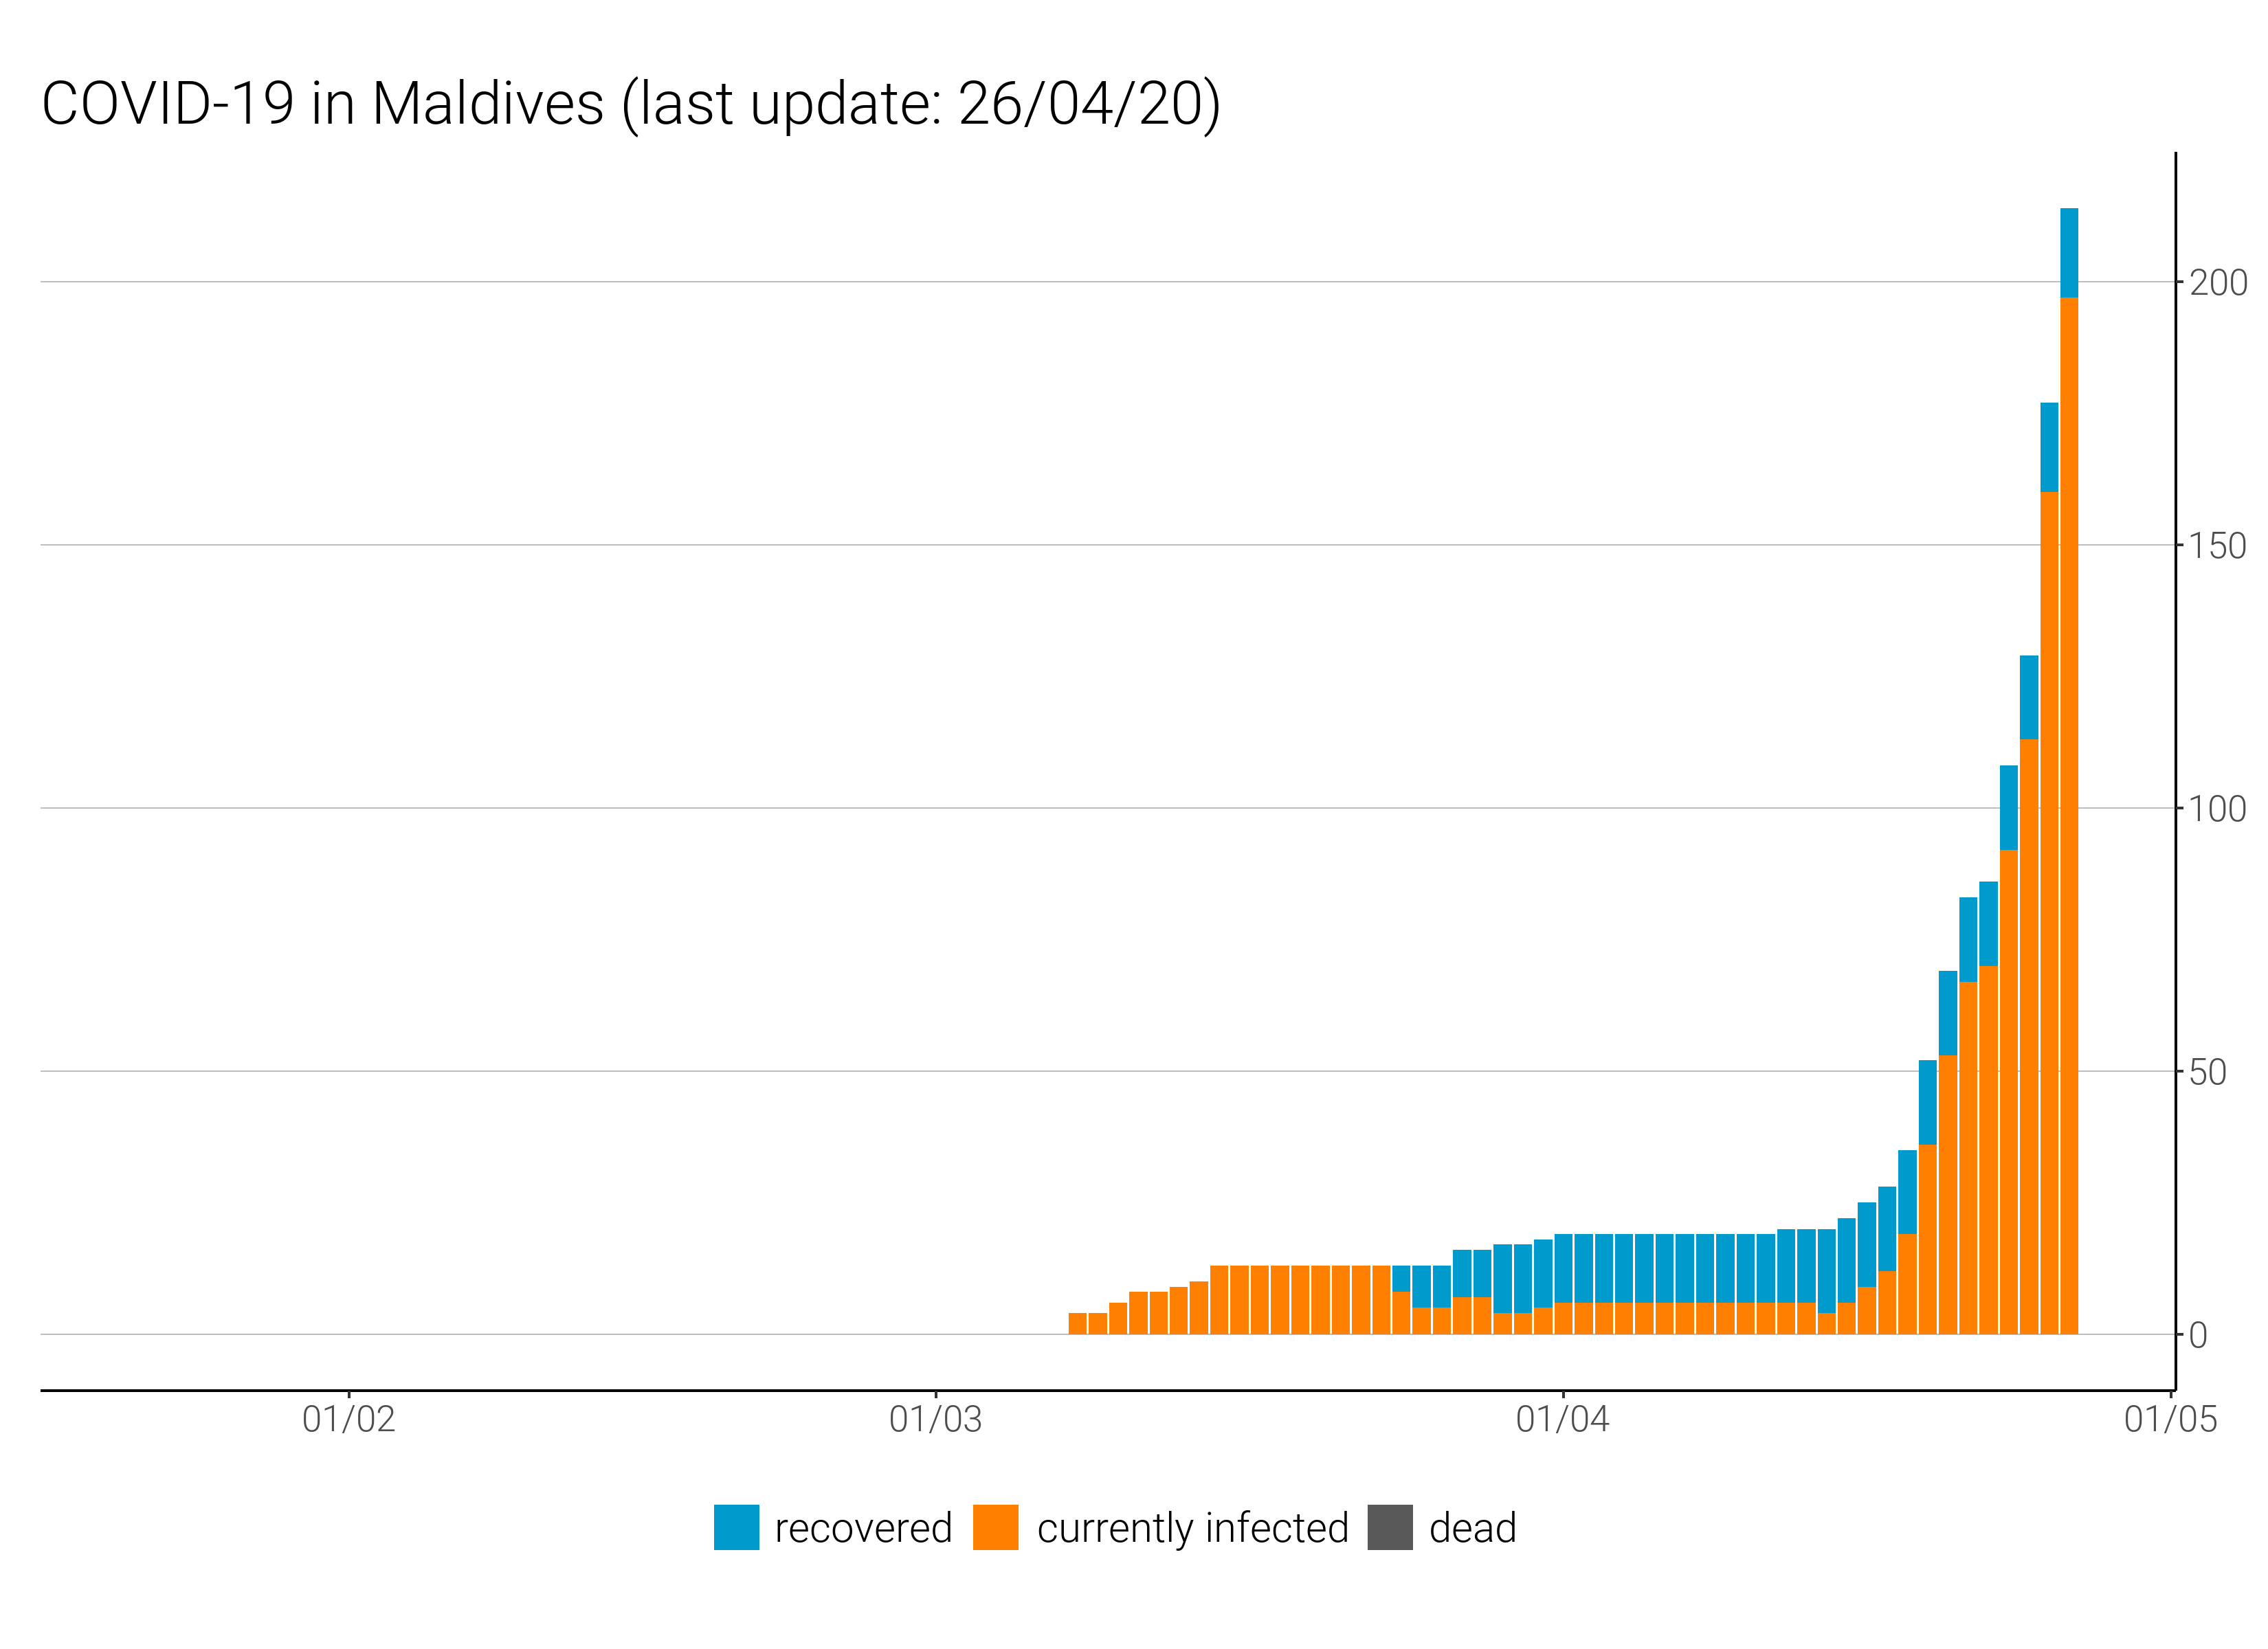 COVID-19 in Maldives (last update: 26/04/20)
200
150
100
50
0
01/02 01/03 01/04 01/05
recovered currently infected dead